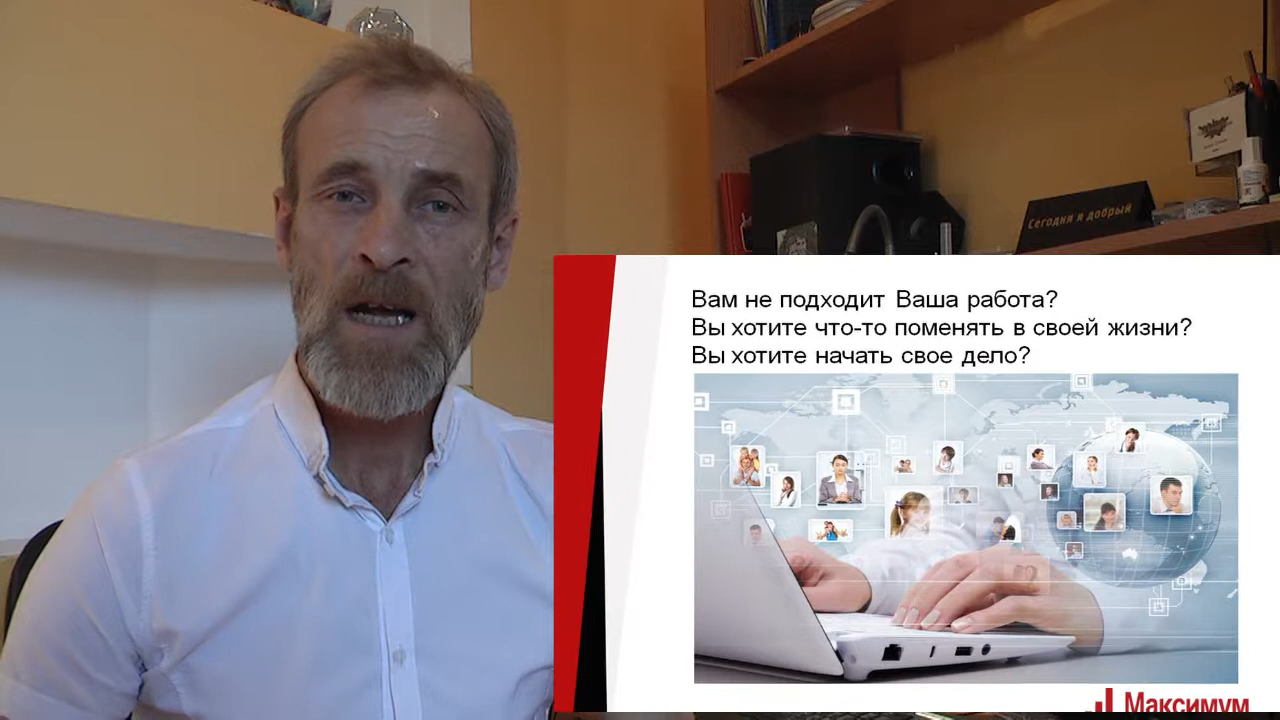 Сегодня и добрый
Вам не подходит Ваша работа?
Вы хотите что-то поменять в своей жизни?
Вы хотите начать свое дело?
Максимум